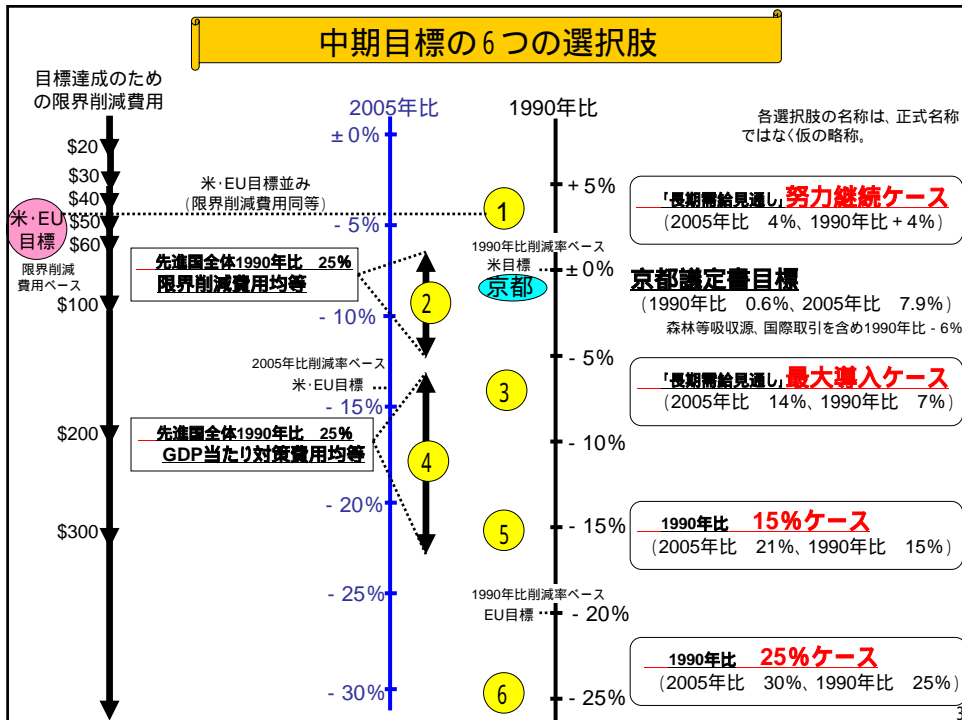 中期目標の6つの選択肢
目標達成のため
の限界削減費用
$20
$30
$40
$50
$60
$100
$200
$300
米・EU
目標
限界削減
費用ベース
米・EU目標並み
(限界削減費用同等)
先進国全体1990年比 25%
限界削減費用均等
2005年比削減率ベース
米・EU目標
先進国全体1990年比 25%
GDP当たり対策費用均等
2005年比
±0%
- 5%
- 10%
- 15%
- 20%
- 25%
- 30%
1990年比
+ 5%
± 0%
- 5%
- 10%
- 15%
- 20%
- 25%
1
1990年比削減率ベース
米目標
京都
2
3
4
5
1990年比削減率ベース
EU目標
6
各選択肢の名称は、正式名称
ではなく仮の略称。
「長期需給見通し」努力継続ケース
(2005年比 4%、1990年比+4%)
京都議定書目標
(1990年比 0.6%、2005年比 7.9%)
森林等吸収源、国際取引を含め1990年比 - 6%
「長期需給見通し」最大導入ケース
(2005年比 14%、1990年比 7%)
1990年比 15%ケース
(2005年比 21%、1990年比 15%)
1990年比 25%ケース
(2005年比 30%、1990年比 25%)
3